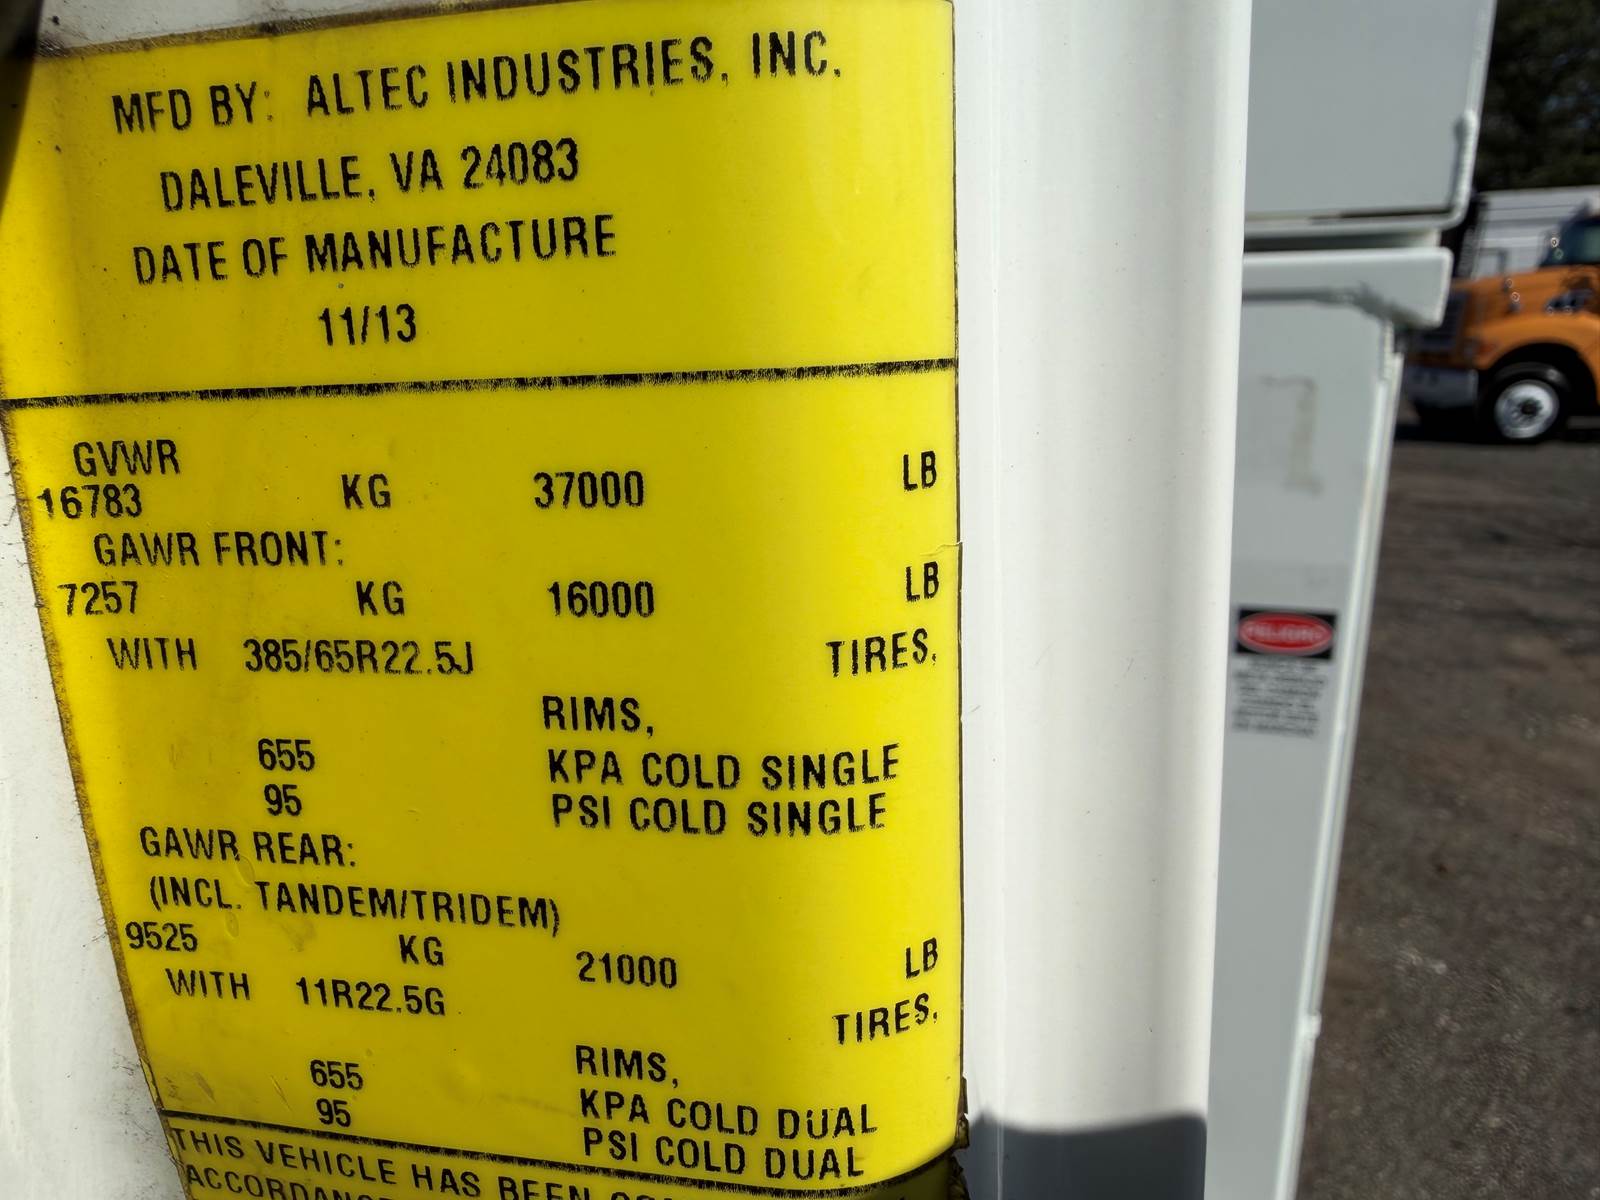 MFD BY: ALTEC INDUSTRIES, INC.
DALEVILLE, VA 24083
DATE OF MANUFACTURE
11/13
GVWR
16783 KG 37000 LB
GAWR FRONT:
7257 KG 16000 LB
WITH 385/65R22.5J TIRES,
RIMS,
655 KPA COLD SINGLE
95 PSI COLD SINGLE
GAWR REAR:
(INCL. TANDEM/TRIDEM)
9525 KG 21000 LB
WITH 11R22.5G TIRES,
RIMS,
655 KPA COLD DUAL
95 PSI COLD DUAL
THIS VEHICLE HAS BEEN
PELIGRO